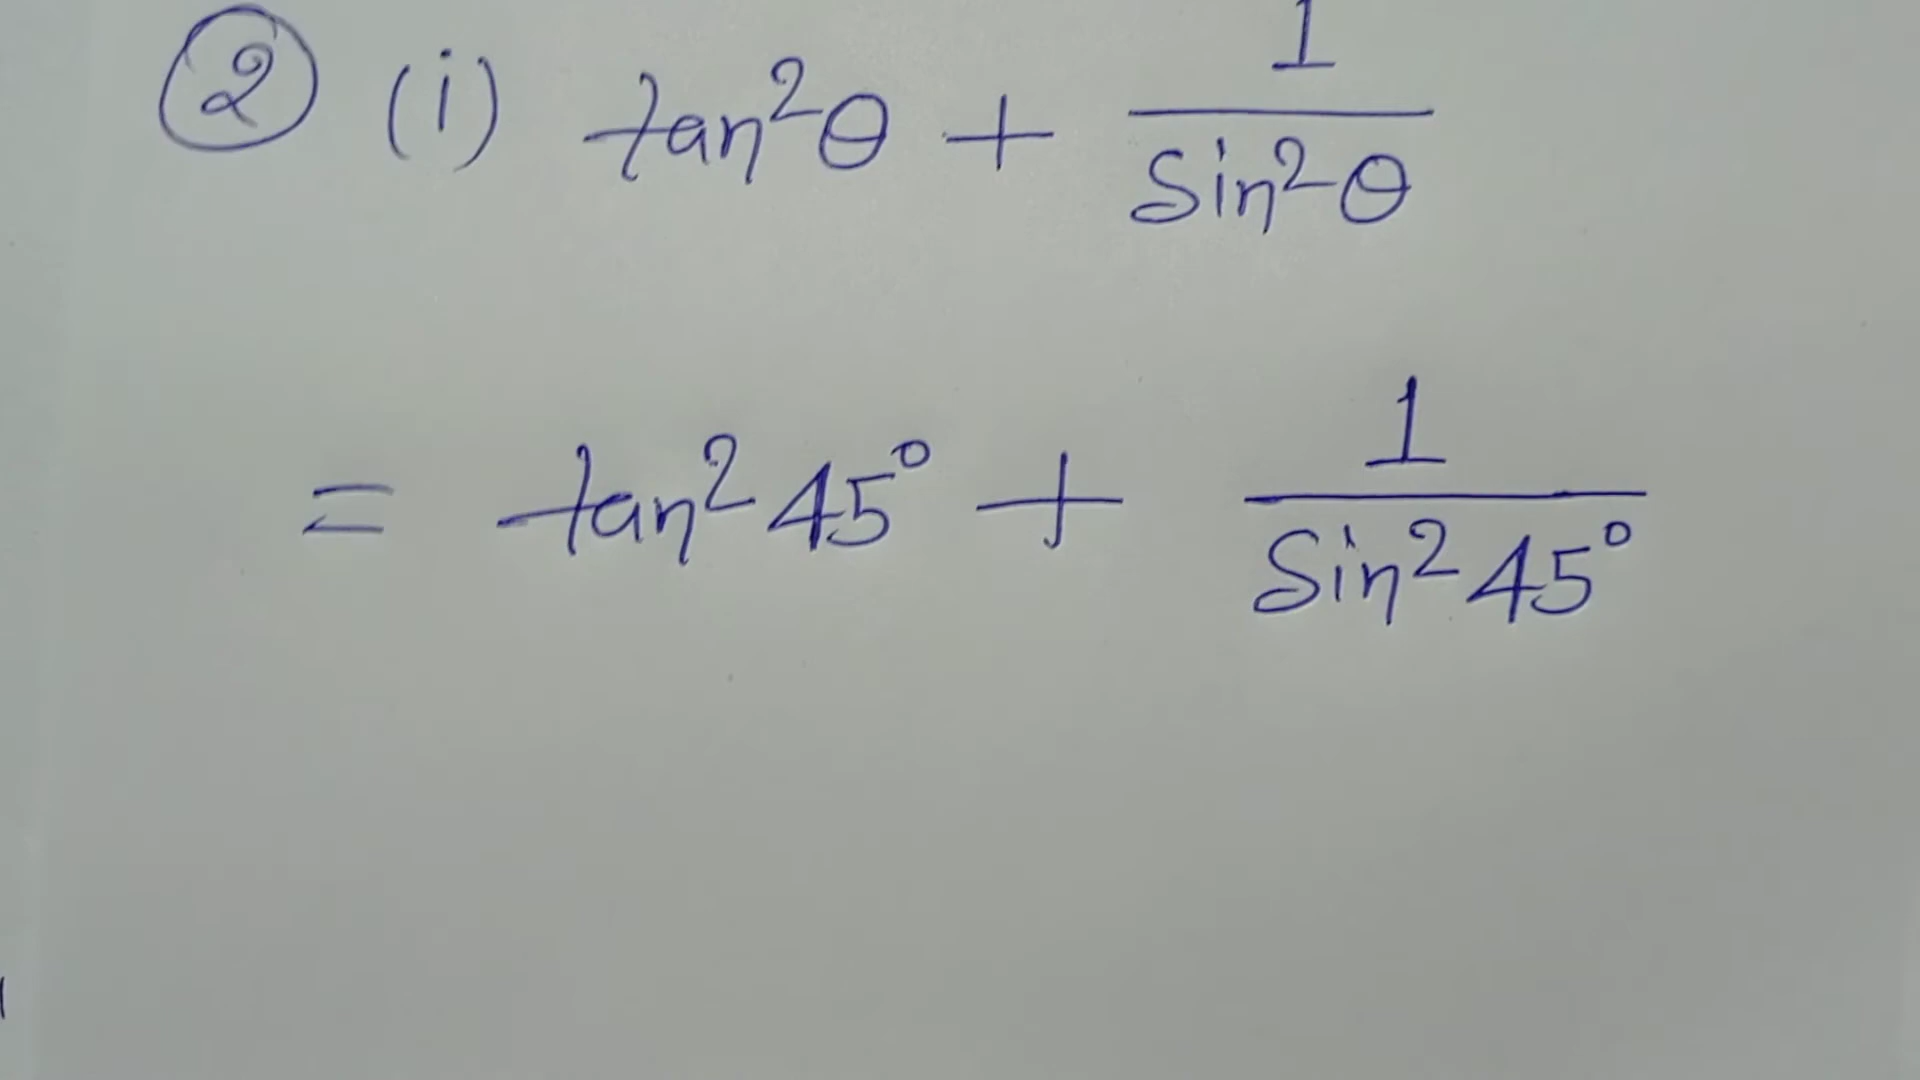 ② (i) tan²θ + 1/Sin²θ
= tan²45° + 1/Sin²45°